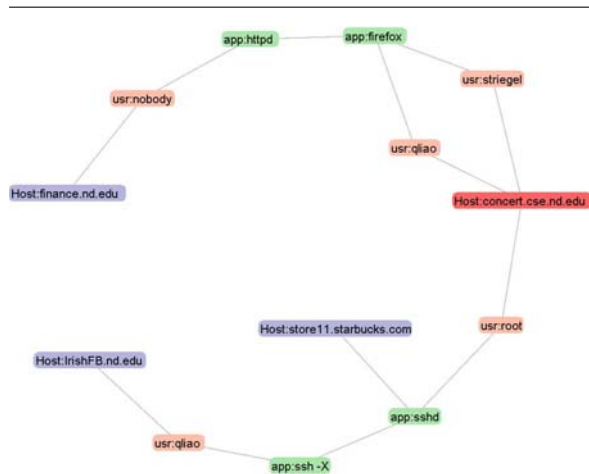 app:httpd
app:firefox
usr:striegel
usr:nobody
usr:qliao
Host:finance.nd.edu
Host:concert.cse.nd.edu
Host:store11.starbucks.com
usr:root
Host:IrishFB.nd.edu
app:sshd
usr:qliao
app:ssh -X